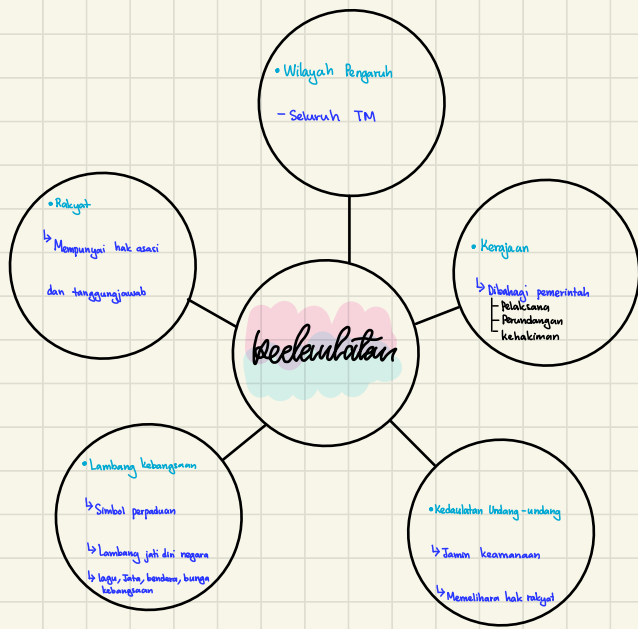 • Wilayah Pengaruh
- Seluruh TM
• Rakyat
↳ Mempunyai hak asasi
dan tanggungjawab
• Kerajaan
↳ Dibahagi pemerintah
Pelaksana
Perundangan
Kehakiman
Kedaulatan
• Lambang kebangsaan
↳ Simbol perpaduan
↳ Lambang jati diri negara
↳ lagu, Jata, bendera, bunga
kebangsaan
• Kedaulatan Undang-undang
↳ Jamin keamanaan
↳ Memelihara hak rakyat